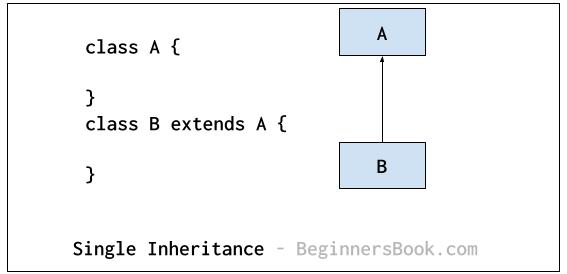 class A {
}
class B extends A {
}
A
B
Single Inheritance - BeginnersBook.com